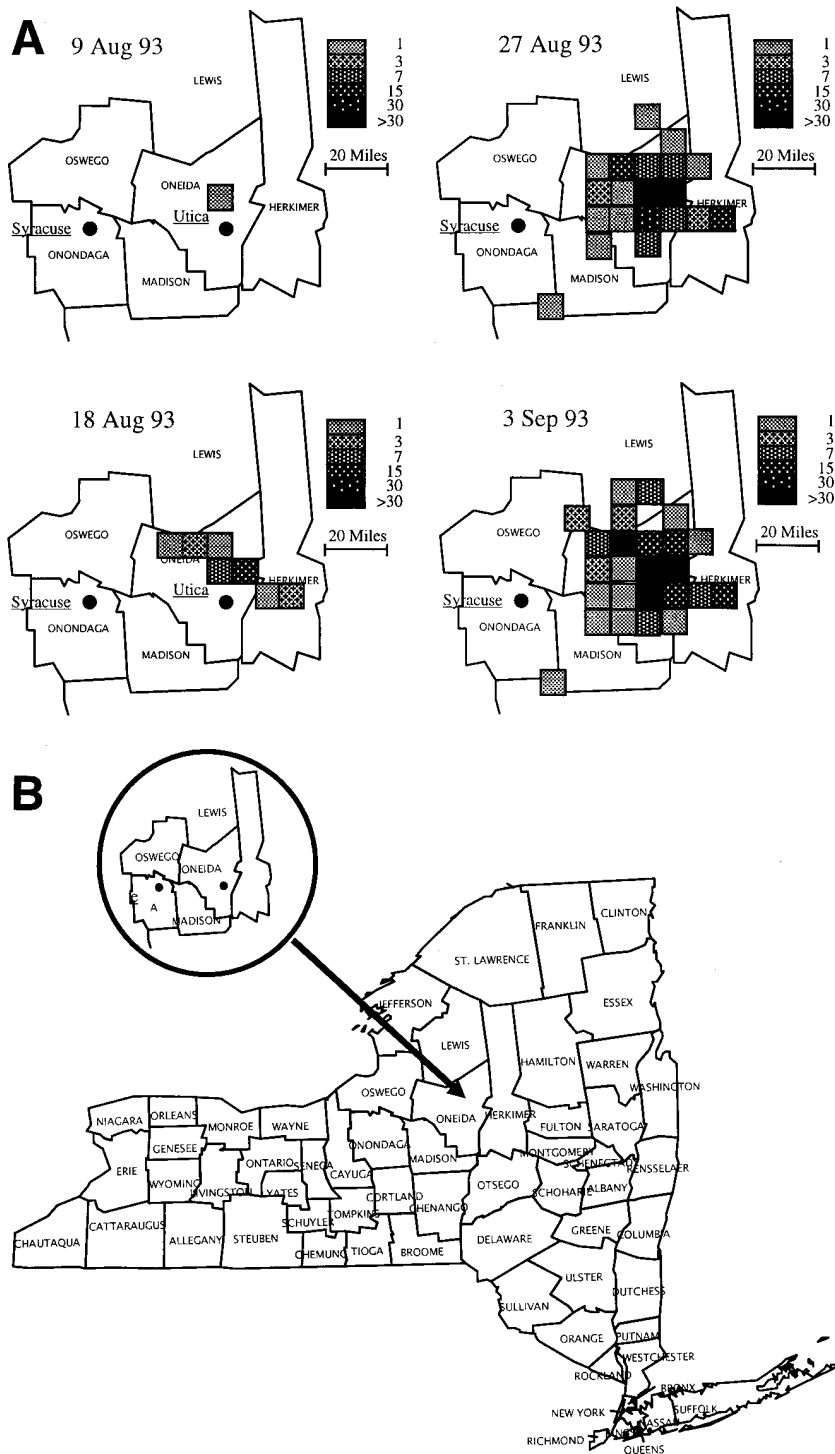 A
9 Aug 93
1
3
7
15
30
>30
20 Miles
LEWIS
OSWEGO
ONEIDA
HERKIMER
Utica
Syracuse
ONONDAGA
MADISON
27 Aug 93
1
3
7
15
30
>30
20 Miles
LEWIS
OSWEGO
HERKIMER
Syracuse
ONONDAGA
MADISON
18 Aug 93
1
3
7
15
30
>30
20 Miles
LEWIS
OSWEGO
ONEIDA
HERKIMER
Utica
Syracuse
ONONDAGA
MADISON
3 Sep 93
1
3
7
15
30
>30
20 Miles
LEWIS
OSWEGO
HERKIMER
Syracuse
ONONDAGA
MADISON
B
LEWIS
OSWEGO
ONEIDA
A
MADISON
CLINTON
FRANKLIN
ST. LAWRENCE
ESSEX
JEFFERSON
LEWIS
HAMILTON
WARREN
WASHINGTON
OSWEGO
ONEIDA
HERKIMER
NIAGARA
ORLEANS
MONROE
WAYNE
FULTON
SARATOGA
GENESEE
ONONDAGA
MADISON
MONTGOMERY
SCHENECTADY
RENSSELAER
ERIE
ONTARIO
SENECA
CAYUGA
WYOMING
LIVINGSTON
YATES
CORTLAND
CHENANGO
OTSEGO
SCHOHARIE
ALBANY
CHAUTAQUA
CATTARAUGUS
ALLEGANY
STEUBEN
SCHUYLER
TOMPKINS
CHEMUNG
TIOGA
BROOME
DELAWARE
GREENE
COLUMBIA
ULSTER
DUTCHESS
SULLIVAN
ORANGE
PUTNAM
WESTCHESTER
ROCKLAND
BRONX
NEW YORK
SUFFOLK
NASSAU
RICHMOND
QUEENS